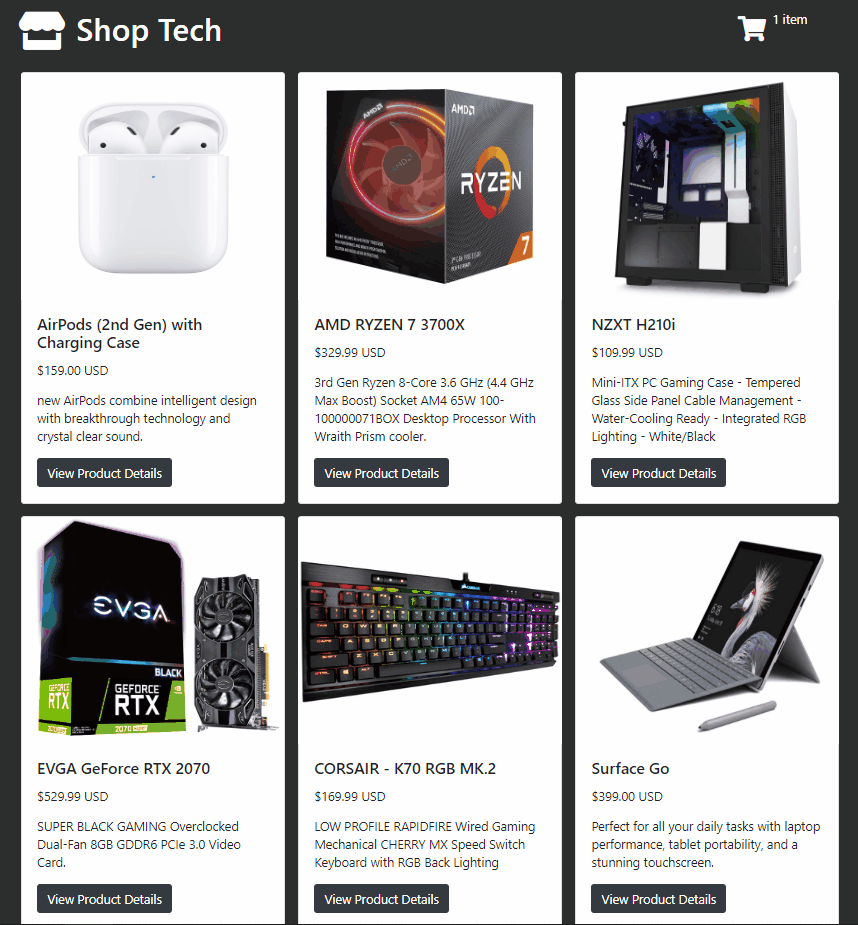 Shop Tech
1 item
AirPods (2nd Gen) with
Charging Case
$159.00 USD
new AirPods combine intelligent design
with breakthrough technology and
crystal clear sound.
View Product Details
AMD
AMD
AMD
RYZEN
7
AMD RYZEN 7 3700X
$329.99 USD
3rd Gen Ryzen 8-Core 3.6 GHz (4.4 GHz
Max Boost) Socket AM4 65W 100-
100000071BOX Desktop Processor With
Wraith Prism cooler.
View Product Details
NZXT H210i
$109.99 USD
Mini-ITX PC Gaming Case - Tempered
Glass Side Panel Cable Management -
Water-Cooling Ready - Integrated RGB
Lighting - White/Black
View Product Details
EVGA
BLACK
GEFORCE
RTX
GEFORCE
RTX
2070
EVGA GeForce RTX 2070
$529.99 USD
SUPER BLACK GAMING Overclocked
Dual-Fan 8GB GDDR6 PCIe 3.0 Video
Card.
View Product Details
CORSAIR - K70 RGB MK.2
$169.99 USD
LOW PROFILE RAPIDFIRE Wired Gaming
Mechanical CHERRY MX Speed Switch
Keyboard with RGB Back Lighting
View Product Details
Surface Go
$399.00 USD
Perfect for all your daily tasks with laptop
performance, tablet portability, and a
stunning touchscreen.
View Product Details